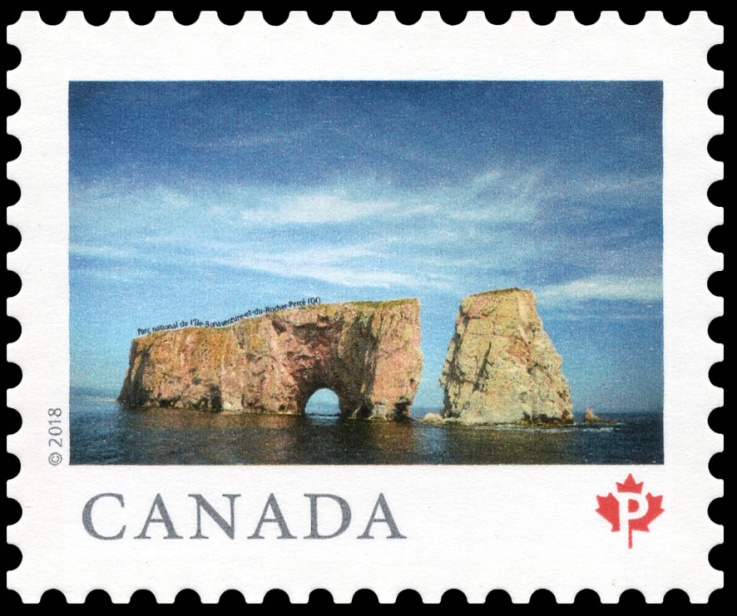 Parc national de l'Île-Bonaventure-et-du-Rocher-Percé (QC)
© 2018
CANADA
P